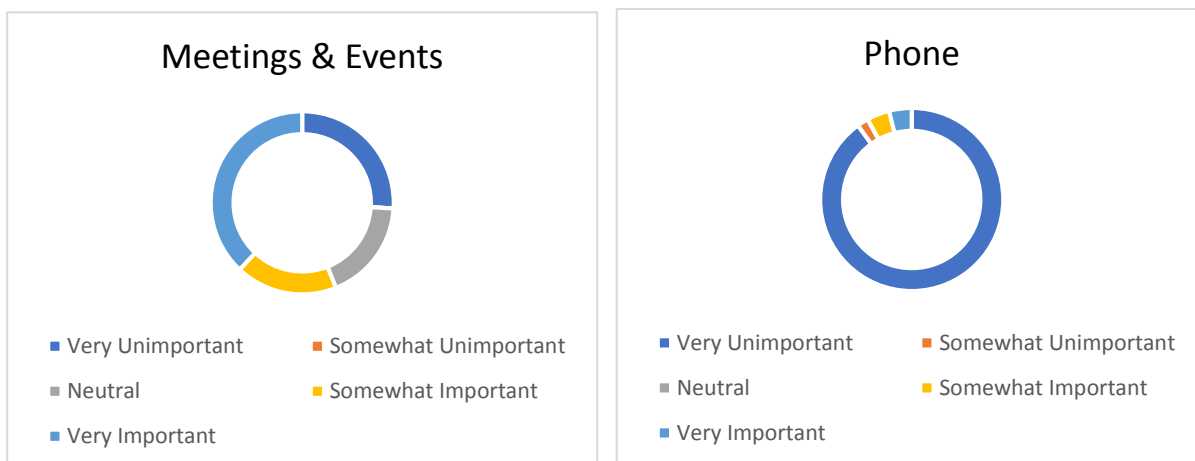 Meetings & Events
Very Unimportant
Somewhat Unimportant
Neutral
Somewhat Important
Very Important
Phone
Very Unimportant
Somewhat Unimportant
Neutral
Somewhat Important
Very Important